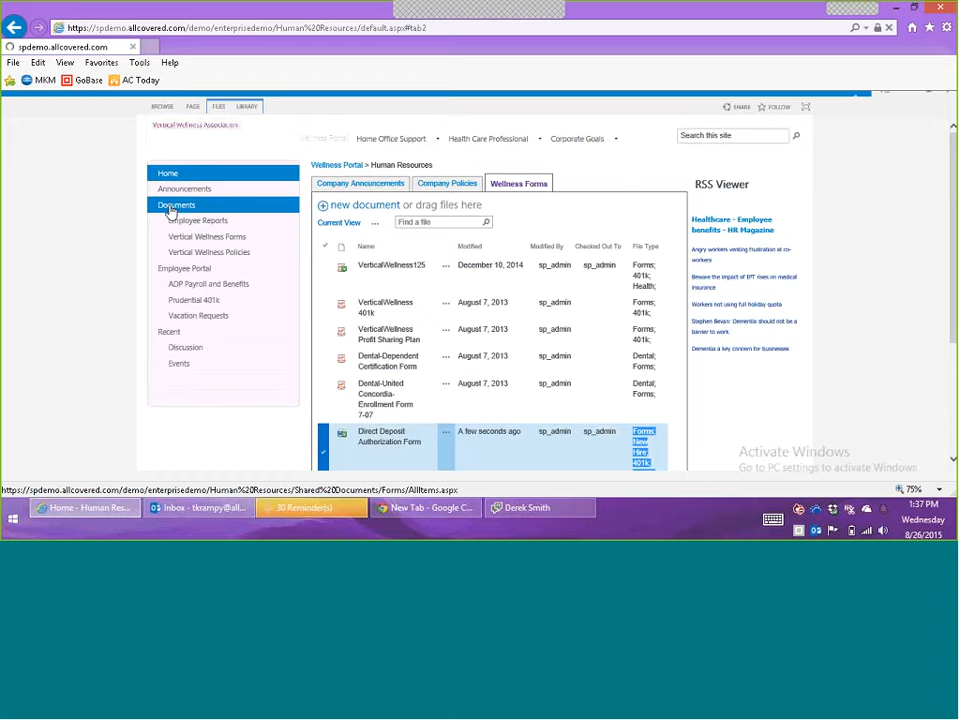 https://spdemo.allcovered.com/demo/enterprisedemo/Human%20Resources/default.aspx#tab2
spdemo.allcovered.com
File Edit View Favorites Tools Help
MKM GoBase AC Today
BROWSE PAGE FILES LIBRARY
SHARE FOLLOW
Vertical Wellness Association
Wellness Portal Home Office Support Health Care Professional Corporate Goals
Search this site
Wellness Portal > Human Resources
Home
Announcements
Documents
Employee Reports
Vertical Wellness Forms
Vertical Wellness Policies
Employee Portal
ADP Payroll and Benefits
Prudential 401k
Vacation Requests
Recent
Discussion
Events
Company Announcements Company Policies Wellness Forms
new document or drag files here
Current View ... Find a file
Name Modified Modified By Checked Out To File Type
VerticalWellness125 ... December 10, 2014 sp_admin sp_admin Forms;
401k;
Health;
VerticalWellness ... August 7, 2013 sp_admin Forms;
401k 401k;
VerticalWellness ... August 7, 2013 sp_admin Forms;
Profit Sharing Plan 401k;
Dental-Dependent ... August 7, 2013 sp_admin Dental;
Certification Form Forms;
Dental-United ... August 7, 2013 sp_admin Dental;
Concordia- Forms;
Enrollment Form
7-07
Direct Deposit ... A few seconds ago sp_admin sp_admin Forms;
Authorization Form New
Hire;
401k;
RSS Viewer
Healthcare - Employee
benefits - HR Magazine
Angry workers venting frustration at co-
workers
Beware the impact of EPT rises on medical
insurance
Workers not using full holiday quota
Stephen Bevan: Dementia should not be a
barrier to work
Dementia a key concern for businesses
Activate Windows
Go to PC settings to activate Windows.
https://spdemo.allcovered.com/demo/enterprisedemo/Human%20Resources/Shared%20Documents/Forms/AllItems.aspx
75%
Home - Human Res... Inbox - tkrampy@all... 30 Reminder(s) New Tab - Google C... Derek Smith
1:37 PM
Wednesday
8/26/2015